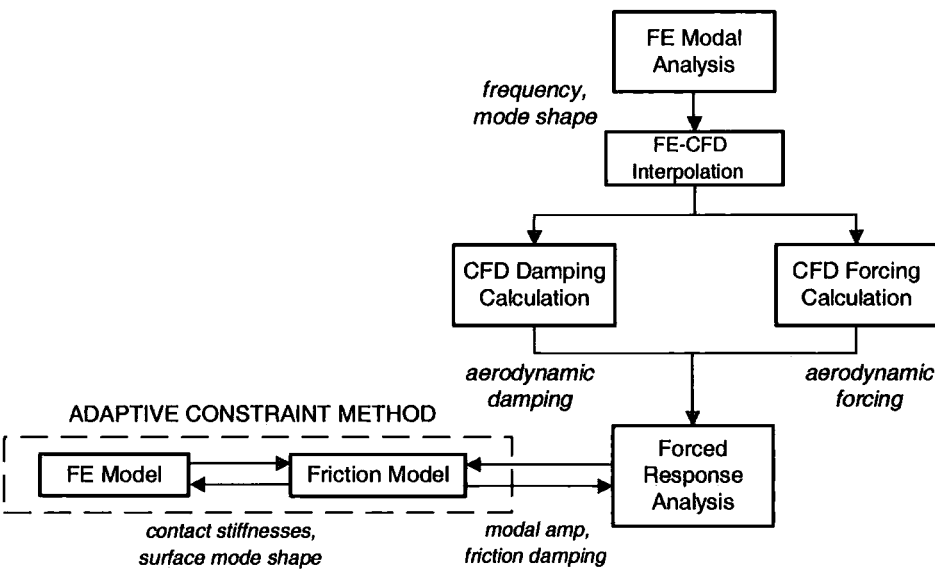 FE Modal
Analysis
frequency,
mode shape
FE-CFD
Interpolation
CFD Damping
Calculation
CFD Forcing
Calculation
aerodynamic
damping
aerodynamic
forcing
ADAPTIVE CONSTRAINT METHOD
FE Model
Friction Model
Forced
Response
Analysis
contact stiffnesses,
surface mode shape
modal amp,
friction damping